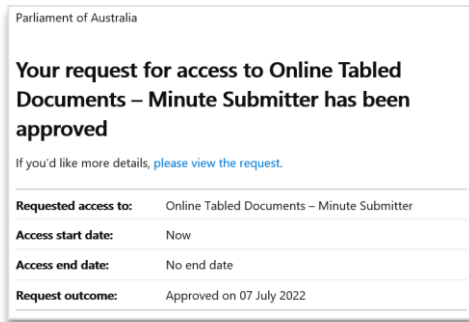 Parliament of Australia
Your request for access to Online Tabled
Documents – Minute Submitter has been
approved
If you'd like more details, please view the request.
Requested access to: Online Tabled Documents – Minute Submitter
Access start date: Now
Access end date: No end date
Request outcome: Approved on 07 July 2022